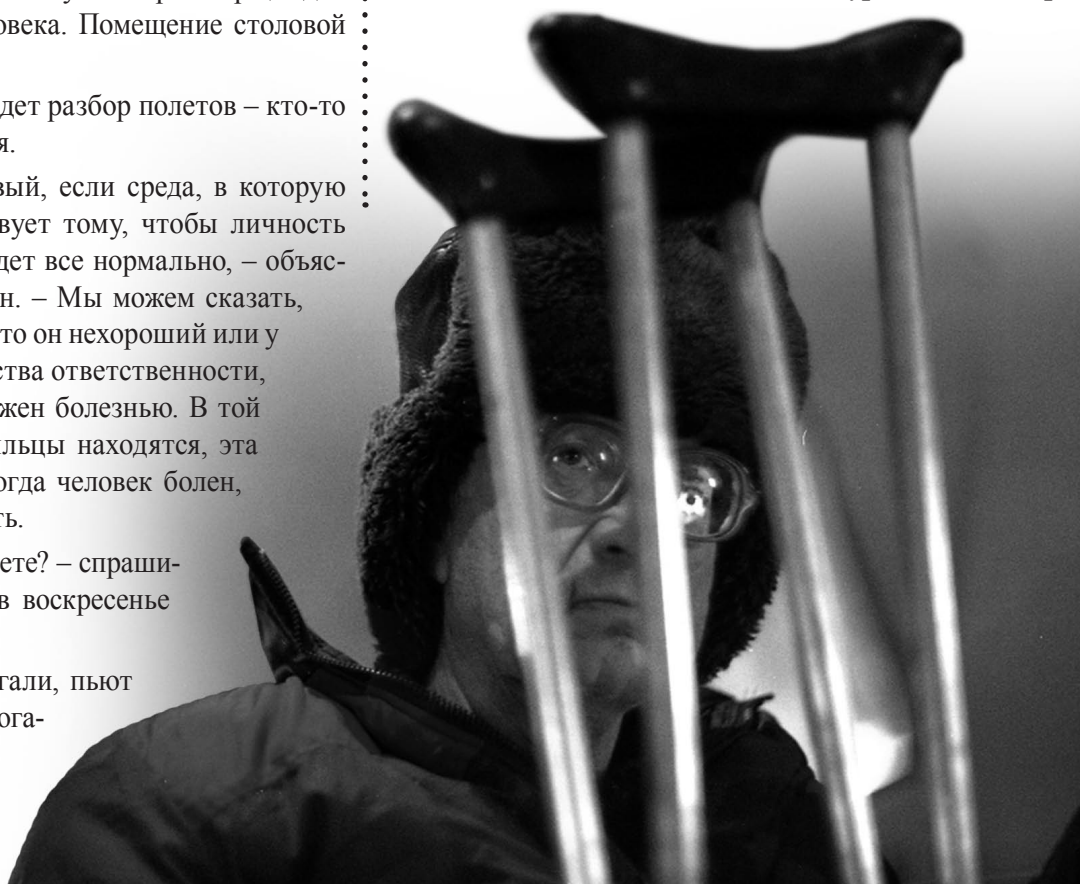 овека. Помещение столовой
дет разбор полетов – кто-то
я.
вый, если среда, в которую
вует тому, чтобы личность
дет все нормально, – объяс-
н. – Мы можем сказать,
то он нехороший или у
ства ответственности,
жен болезнью. В той
льцы находятся, эта
огда человек болен,
ть.
ете? – спраши-
в воскресенье
гали, пьют
ога-